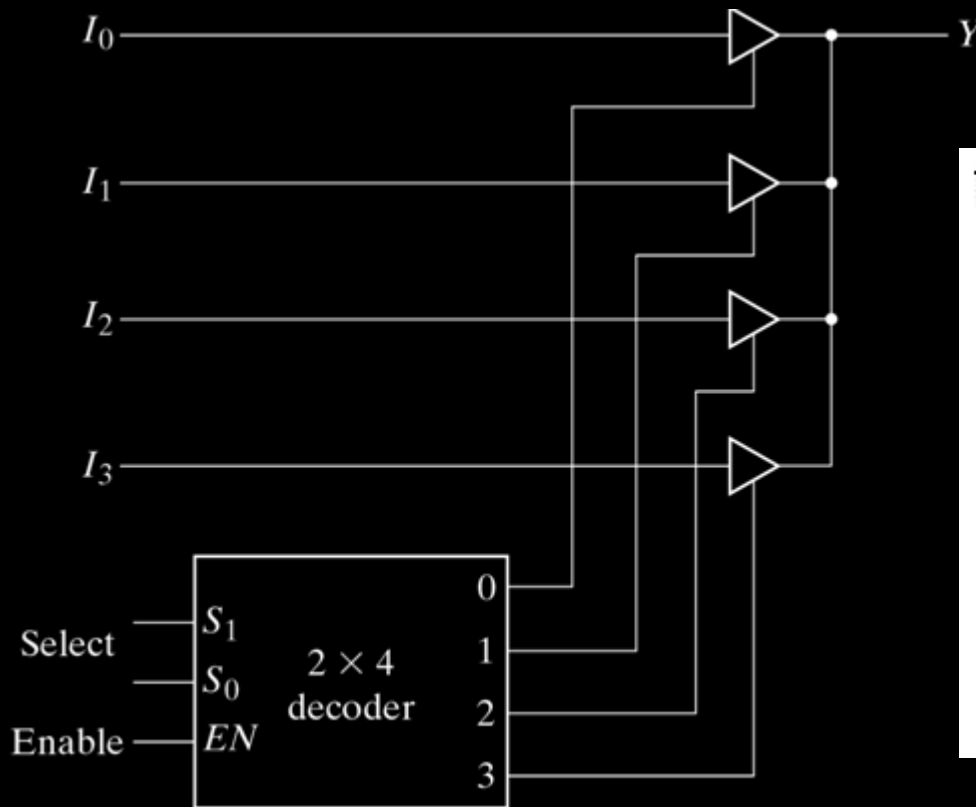 I₀
Y
I₁
I₂
I₃
0
S₁
Select
1
2 × 4
S₀
decoder
2
Enable
EN
3